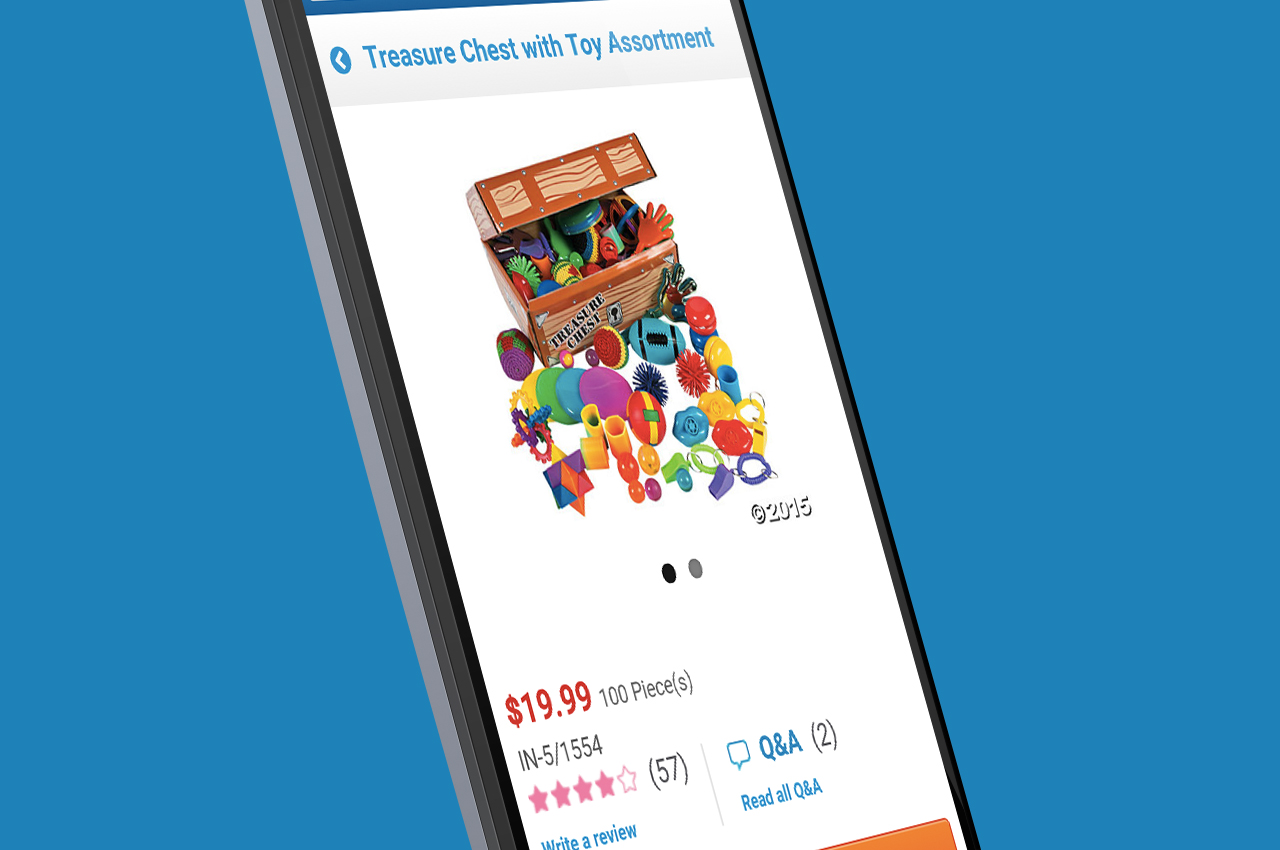 Treasure Chest with Toy Assortment
TREASURE
CHEST
©2015
$19.99 100 Piece(s)
IN-5/1554
(57)
Q&A (2)
Read all Q&A
Write a review